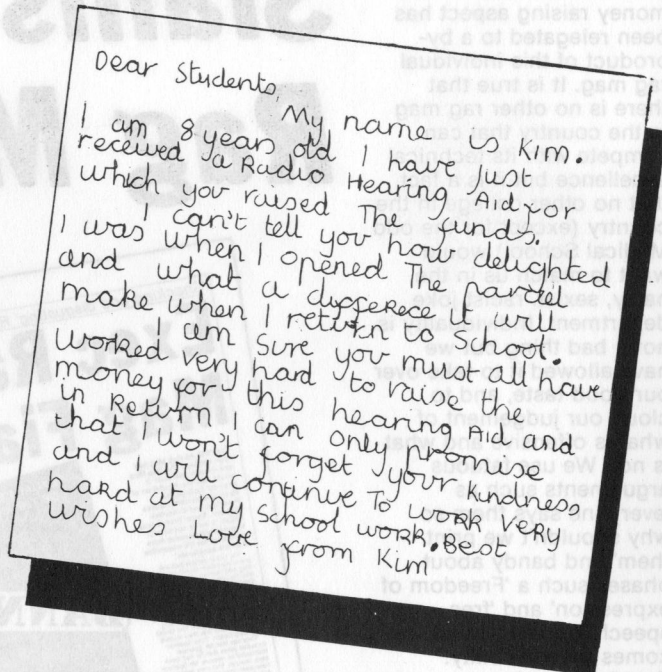 Dear Students,
My name is Kim.
I am 8 years old I have just
received a Radio Hearing Aid for
which you raised The funds.
I can't tell you how delighted
I was when I opened The Parcel
and what a differece it will
make when I return to School.
I am sure you must all have
worked very hard to raise The
money for this hearing Aid and
in Return I can only promise
that I won't forget your kindness
and I will continue To work very
hard at my School work. Best
wishes Love from Kim